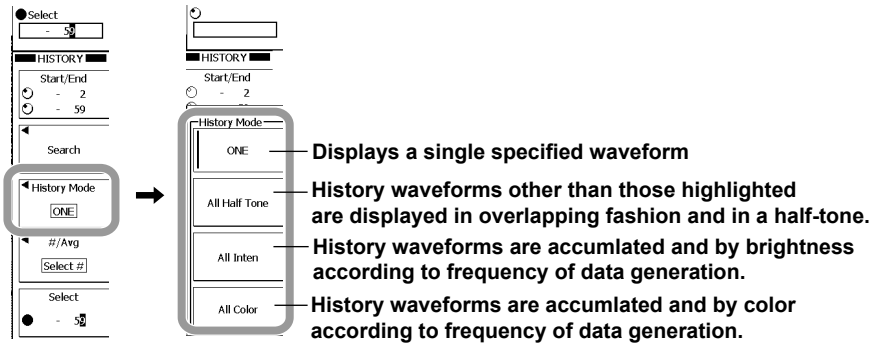 Select
- 59
HISTORY
Start/End
- 2
- 59
Search
History Mode
ONE
#/Avg
Select #
Select
- 59
HISTORY
Start/End
- 2
History Mode
ONE
All Half Tone
All Inten
All Color
Displays a single specified waveform
History waveforms other than those highlighted
are displayed in overlapping fashion and in a half-tone.
History waveforms are accumlated and by brightness
according to frequency of data generation.
History waveforms are accumlated and by color
according to frequency of data generation.